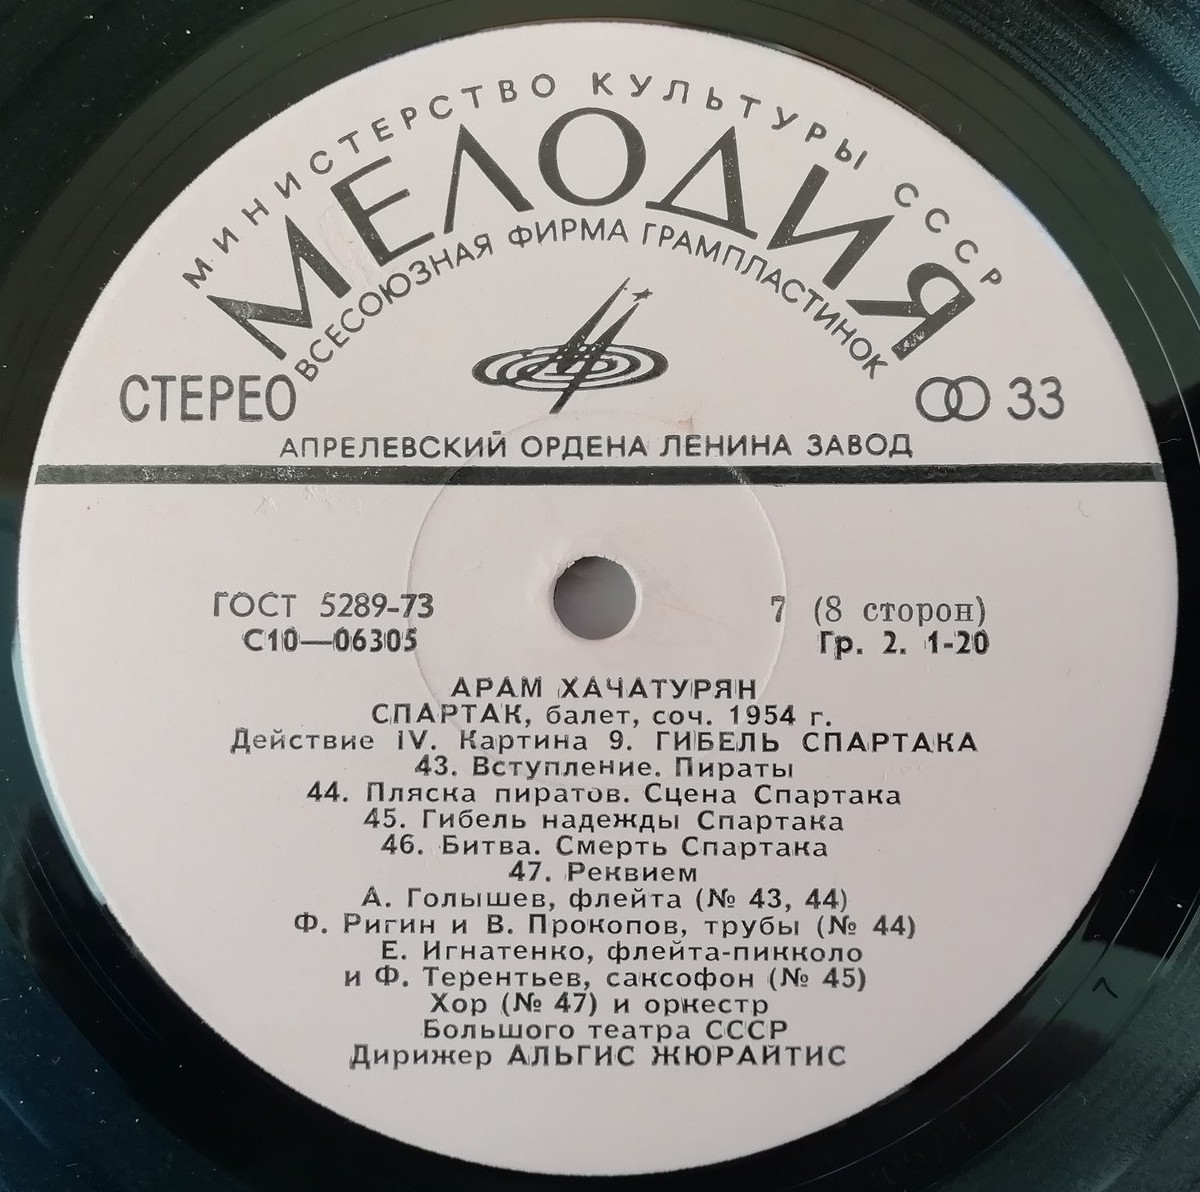 МИНИСТЕРСТВО КУЛЬТУРЫ СССР
МЕЛОДИЯ
ВСЕСОЮЗНАЯ ФИРМА ГРАМПЛАСТИНОК
СТЕРЕО
33
АПРЕЛЕВСКИЙ ОРДЕНА ЛЕНИНА ЗАВОД
ГОСТ 5289-73
С10—06305
7 (8 сторон)
Гр. 2. 1-20
АРАМ ХАЧАТУРЯН
СПАРТАК, балет, соч. 1954 г.
Действие IV. Картина 9. ГИБЕЛЬ СПАРТАКА
43. Вступление. Пираты
44. Пляска пиратов. Сцена Спартака
45. Гибель надежды Спартака
46. Битва. Смерть Спартака
47. Реквием
А. Голышев, флейта (№ 43, 44)
Ф. Ригин и В. Прокопов, трубы (№ 44)
Е. Игнатенко, флейта-пикколо
и Ф. Терентьев, саксофон (№ 45)
Хор (№ 47) и оркестр
Большого театра СССР
Дирижер АЛЬГИС ЖЮРАЙТИС